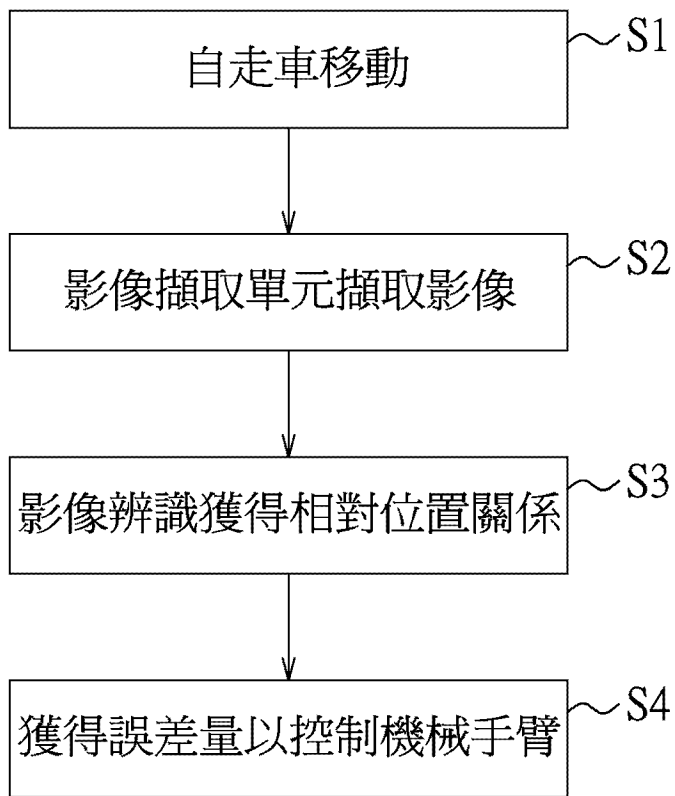 自走車移動
S1
影像擷取單元擷取影像
S2
影像辨識獲得相對位置關係
S3
獲得誤差量以控制機械手臂
S4